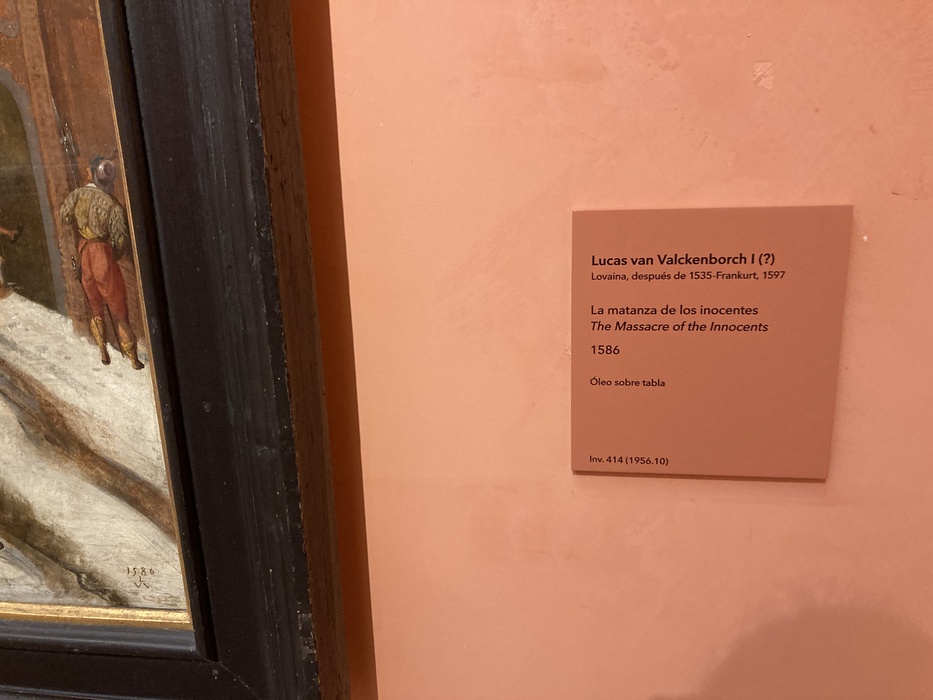 Lucas van Valckenborch I (?)
Lovaina, después de 1535-Frankurt, 1597
La matanza de los inocentes
The Massacre of the Innocents
1586
Óleo sobre tabla
Inv. 414 (1956.10)
1586
L
VV